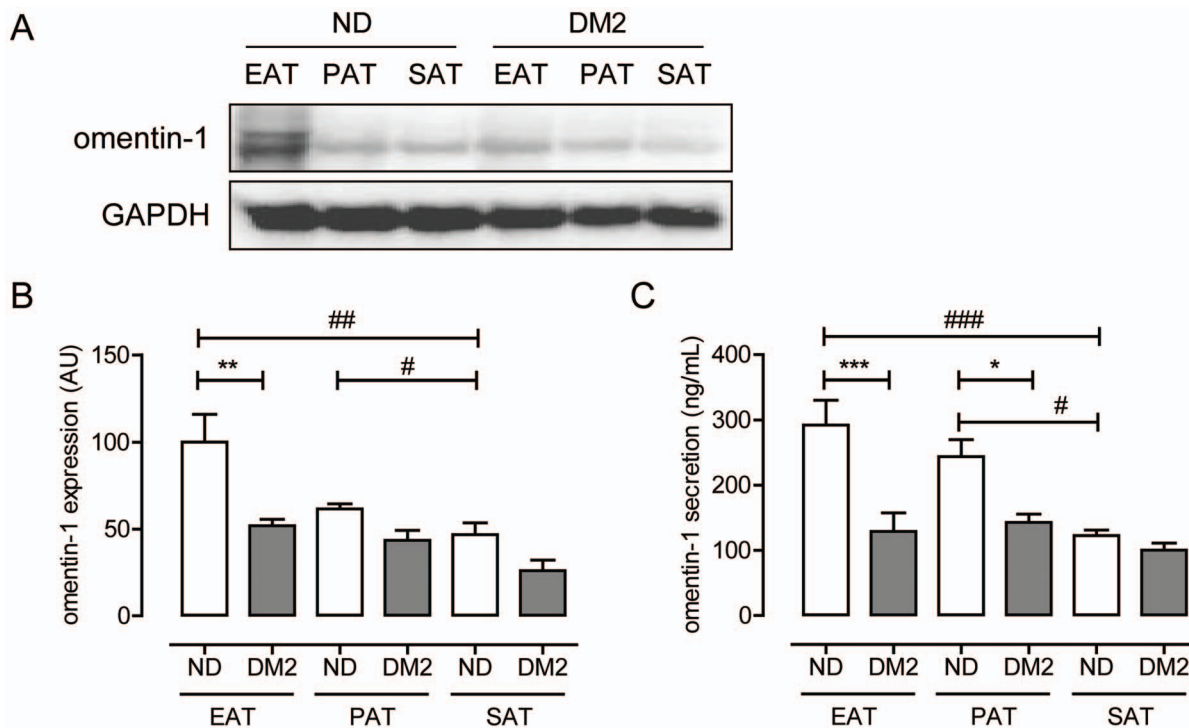 A
ND DM2
EAT PAT SAT EAT PAT SAT
omentin-1
GAPDH
B
##
** #
150
100
50
0
omentin-1 expression (AU)
ND DM2 ND DM2 ND DM2
EAT PAT SAT
C
###
*** *
#
400
300
200
100
0
omentin-1 secretion (ng/mL)
ND DM2 ND DM2 ND DM2
EAT PAT SAT